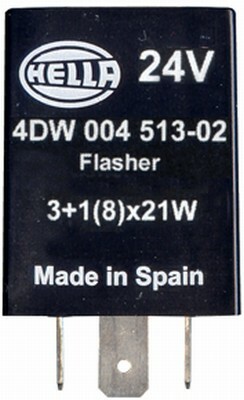 HELLA 24V
4DW 004 513-02
Flasher
3+1(8)x21W
Made in Spain